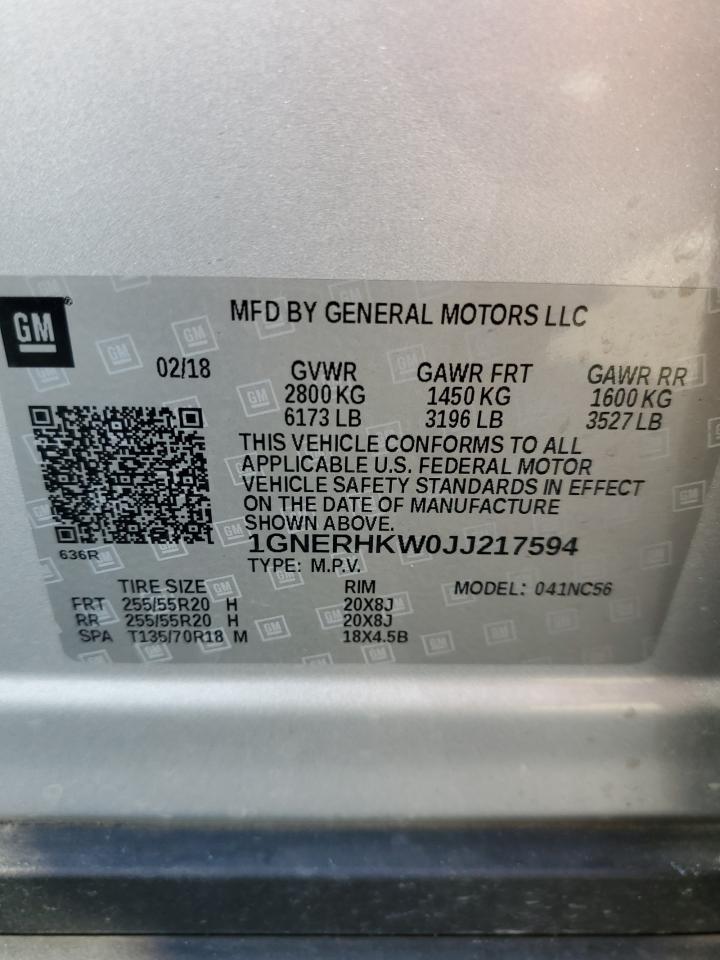 GM
MFD BY GENERAL MOTORS LLC
02/18 GVWR GAWR FRT GAWR RR
2800 KG 1450 KG 1600 KG
6173 LB 3196 LB 3527 LB
THIS VEHICLE CONFORMS TO ALL
APPLICABLE U.S. FEDERAL MOTOR
VEHICLE SAFETY STANDARDS IN EFFECT
ON THE DATE OF MANUFACTURE
SHOWN ABOVE.
636R
1GNERHKW0JJ217594
TYPE: M.P.V.
TIRE SIZE RIM MODEL: 041NC56
FRT 255/55R20 H 20X8J
RR 255/55R20 H 20X8J
SPA T135/70R18 M 18X4.5B